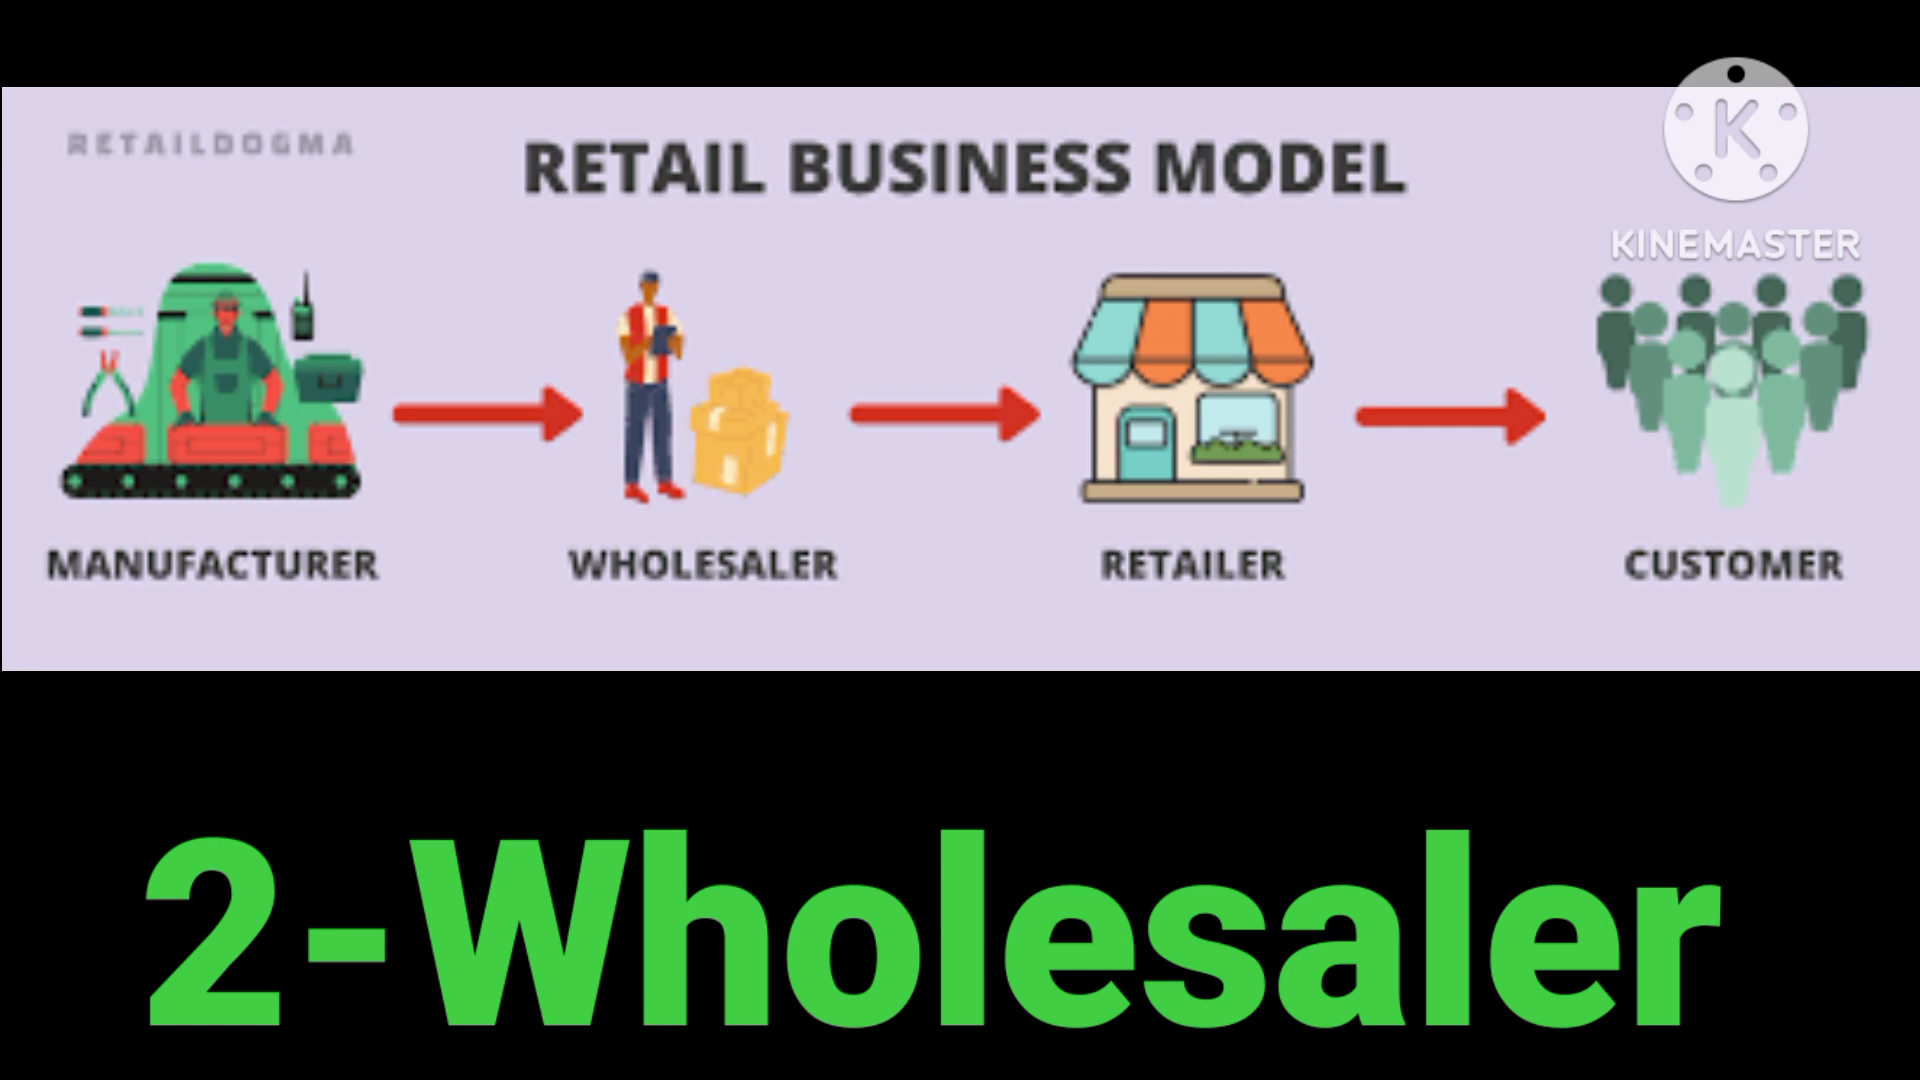 RETAILDOGMA
RETAIL BUSINESS MODEL
K
KINEMASTER
MANUFACTURER
WHOLESALER
RETAILER
CUSTOMER
2-Wholesaler